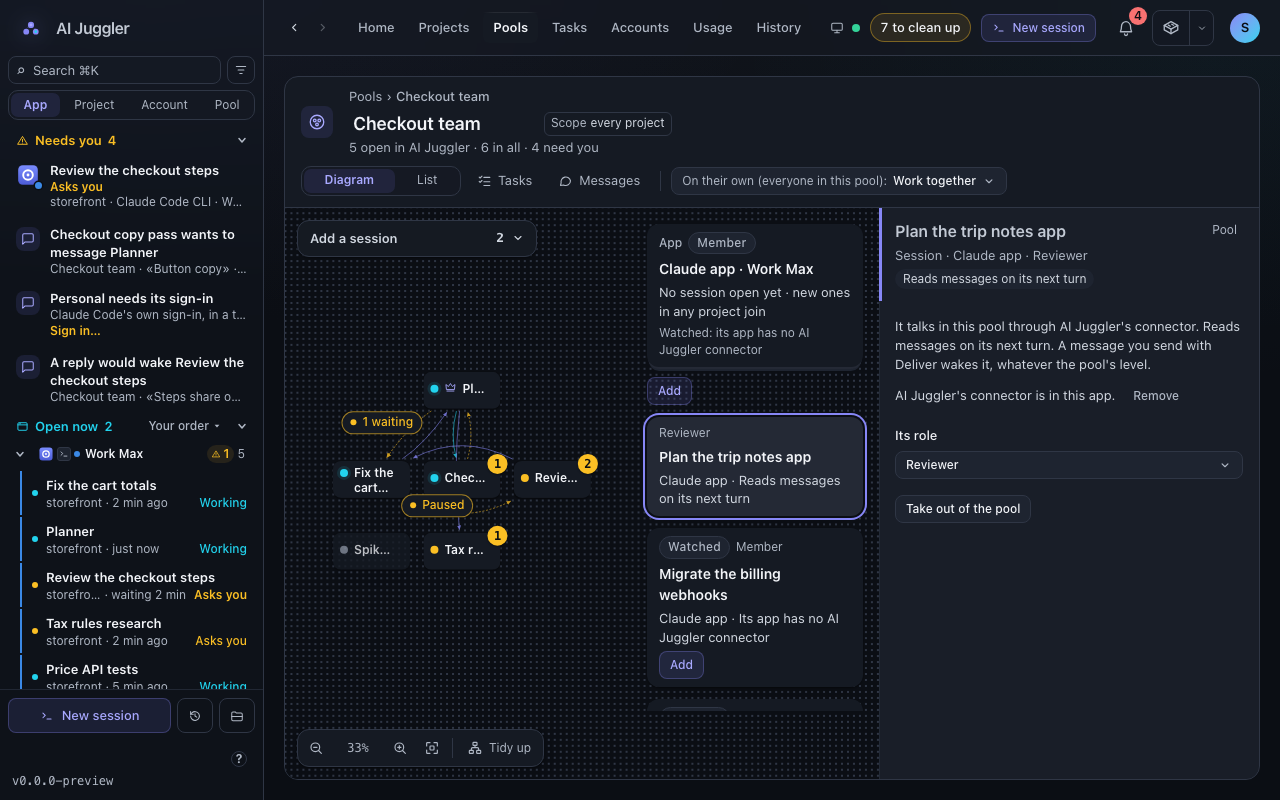 AI Juggler
Search ⌘K
App Project Account Pool
Needs you 4
Review the checkout steps
Asks you
storefront · Claude Code CLI · W…
Checkout copy pass wants to
message Planner
Checkout team · «Button copy» ·…
Personal needs its sign-in
Claude Code's own sign-in, in a t…
Sign in…
A reply would wake Review the
checkout steps
Checkout team · «Steps share o…
Open now 2 Your order
Work Max 1 5
Fix the cart totals
storefront · 2 min ago Working
Planner
storefront · just now Working
Review the checkout steps
storefro… · waiting 2 min Asks you
Tax rules research
storefront · 2 min ago Asks you
Price API tests
storefront · 5 min ago Working
New session
?
v0.0.0-preview
Home Projects Pools Tasks Accounts Usage History
7 to clean up
New session
4
S
Pools › Checkout team
Checkout team
Scope every project
5 open in AI Juggler · 6 in all · 4 need you
Diagram List Tasks Messages
On their own (everyone in this pool): Work together
Add a session 2
Pl…
1 waiting
Fix the
cart…
Chec… 1
Revie… 2
Paused
Spik…
Tax r… 1
33%
Tidy up
App Member
Claude app · Work Max
No session open yet · new ones
in any project join
Watched: its app has no AI
Juggler connector
Add
Reviewer
Plan the trip notes app
Claude app · Reads messages
on its next turn
Watched Member
Migrate the billing
webhooks
Claude app · Its app has no AI
Juggler connector
Add
Plan the trip notes app
Pool
Session · Claude app · Reviewer
Reads messages on its next turn
It talks in this pool through AI Juggler's connector. Reads
messages on its next turn. A message you send with
Deliver wakes it, whatever the pool's level.
AI Juggler's connector is in this app. Remove
Its role
Reviewer
Take out of the pool